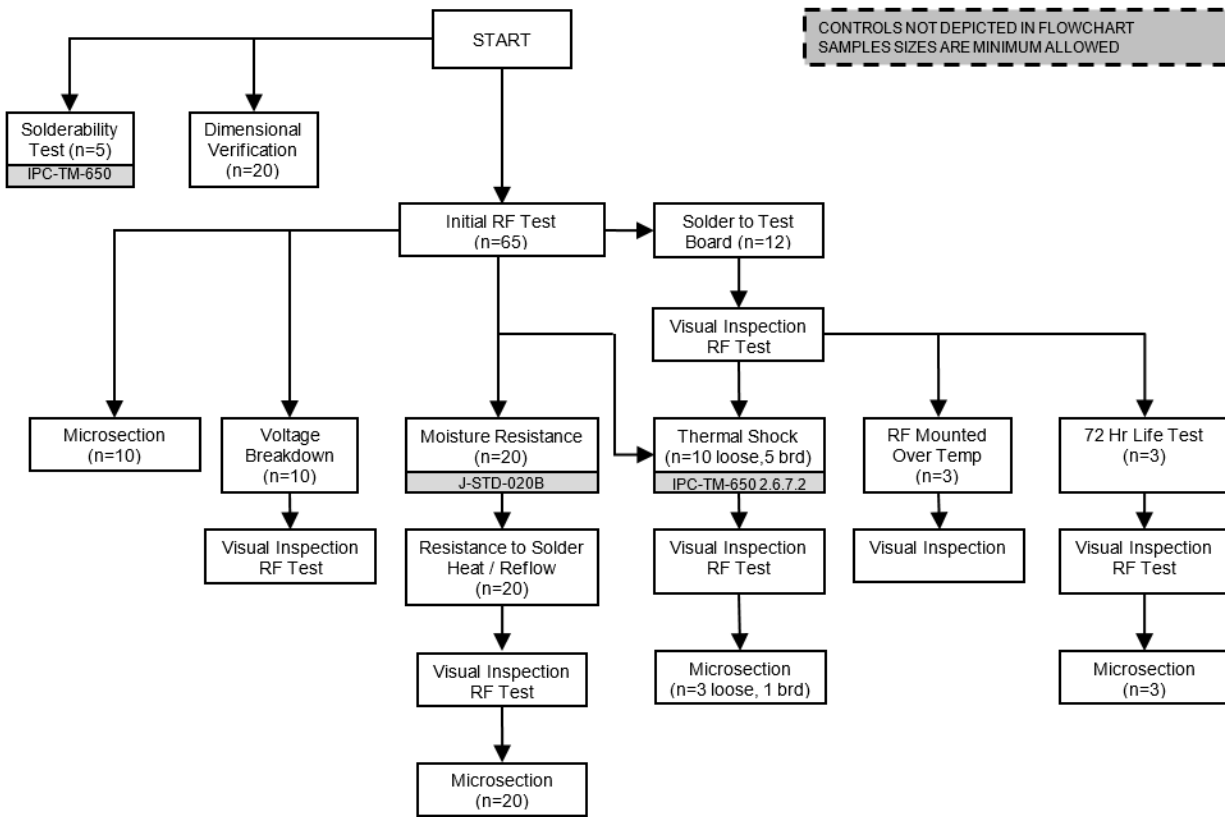 START
CONTROLS NOT DEPICTED IN FLOWCHART
SAMPLES SIZES ARE MINIMUM ALLOWED
Solderability
Test (n=5)
IPC-TM-650
Dimensional
Verification
(n=20)
Initial RF Test
(n=65)
Solder to Test
Board (n=12)
Visual Inspection
RF Test
Microsection
(n=10)
Voltage
Breakdown
(n=10)
Moisture Resistance
(n=20)
J-STD-020B
Thermal Shock
(n=10 loose,5 brd)
IPC-TM-650 2.6.7.2
RF Mounted
Over Temp
(n=3)
72 Hr Life Test
(n=3)
Visual Inspection
RF Test
Resistance to Solder
Heat / Reflow
(n=20)
Visual Inspection
RF Test
Visual Inspection
Visual Inspection
RF Test
Visual Inspection
RF Test
Microsection
(n=3 loose, 1 brd)
Microsection
(n=3)
Microsection
(n=20)